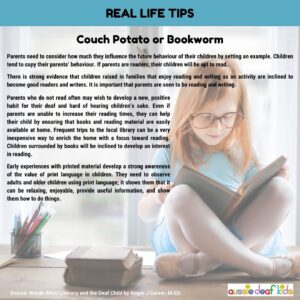 REAL LIFE TIPS
Couch Potato or Bookworm
Parents need to consider how much they influence the future behaviour of their children by setting an example. Children
tend to copy their parents' behaviour. If parents are readers, their children will be apt to read.
There is strong evidence that children raised in families that enjoy reading and writing as an activity are inclined to
become good readers and writers. It is important that parents are seen to be reading and writing.
Parents who do not read often may wish to develop a new, positive
habit for their deaf and hard of hearing children's sake. Even if
parents are unable to increase their reading times, they can help
their child by ensuring that books and reading material are easily
available at home. Frequent trips to the local library can be a very
inexpensive way to enrich the home with a focus toward reading.
Children surrounded by books will be inclined to develop an interest
in reading.
Early experiences with printed material develop a strong awareness
of the value of print language in children. They need to observe
adults and older children using print language; it shows them that it
can be relaxing, enjoyable, provide useful information, and show
them how to do things.
Source: Words Alive! Literacy and the Deaf Child by Roger J Carver, M.Ed.
aussie deaf kids